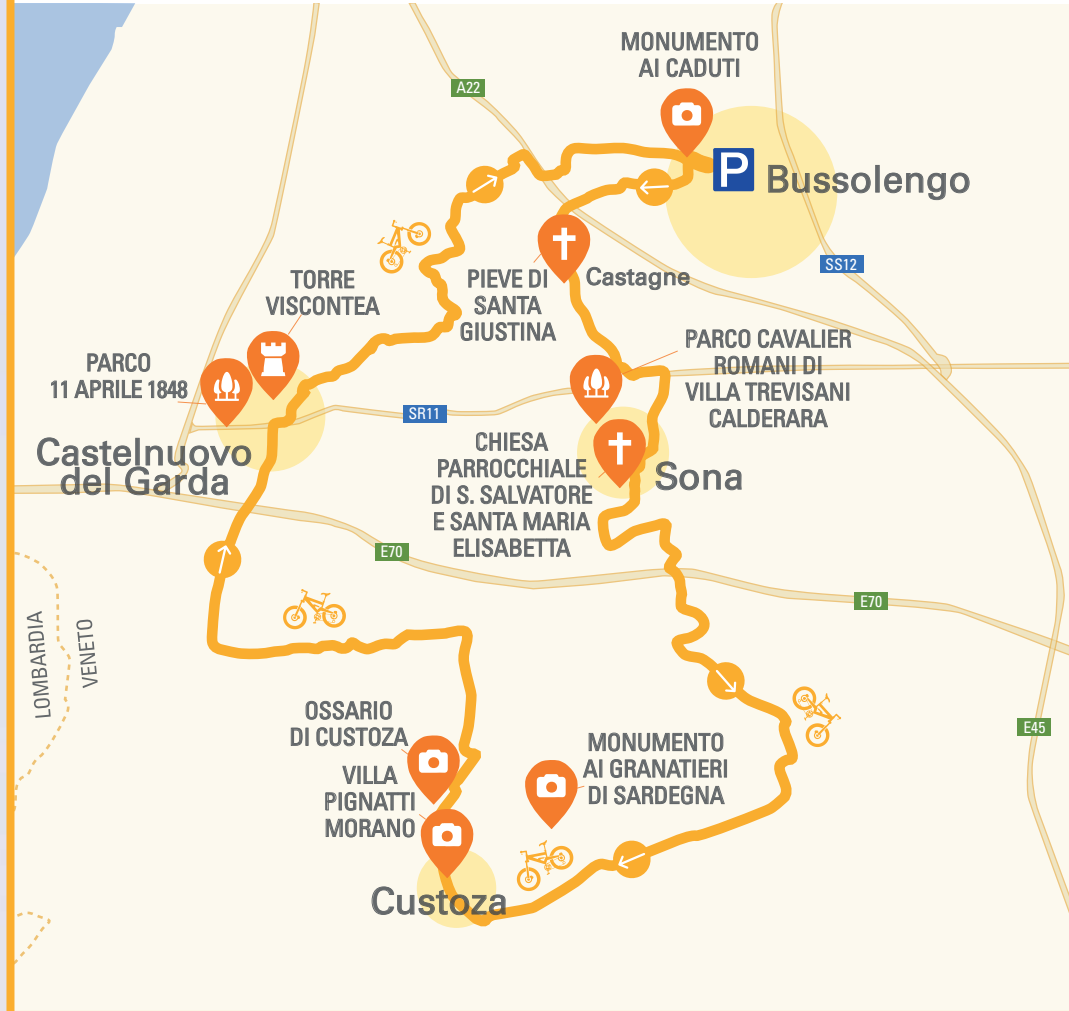 MONUMENTO
AI CADUTI
A22
P
Bussolengo
SS12
PIEVE DI
SANTA
GIUSTINA
Castagne
TORRE
VISCONTEA
PARCO
11 APRILE 1848
PARCO CAVALIER
ROMANI DI
VILLA TREVISANI
CALDERARA
SR11
Castelnuovo
del Garda
CHIESA
PARROCCHIALE
DI S. SALVATORE
E SANTA MARIA
ELISABETTA
Sona
E70
E70
LOMBARDIA
VENETO
OSSARIO
DI CUSTOZA
VILLA
PIGNATTI
MORANO
MONUMENTO
AI GRANATIERI
DI SARDEGNA
E45
Custoza